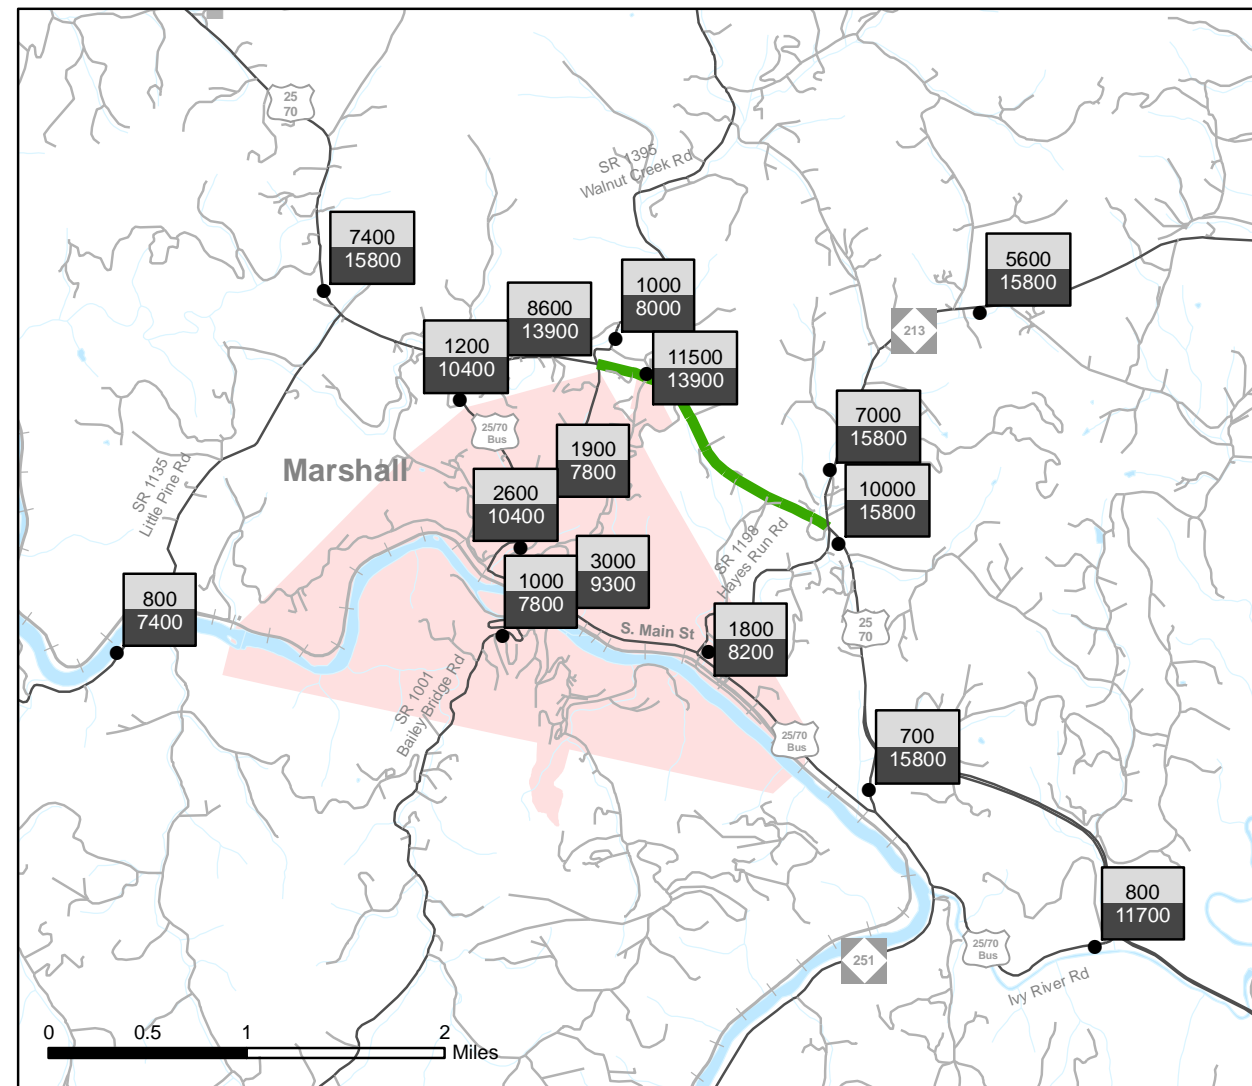 25
70
SR 1395
Walnut Creek Rd
7400
15800
5600
15800
1000
8000
8600
13900
213
1200
10400
11500
13900
7000
15800
25/70
Bus
1900
7800
Marshall
SR 1135
Little Pine Rd
2600
10400
10000
15800
SR 1198
Hayes Run Rd
3000
9300
1000
7800
800
7400
S. Main St
1800
8200
25
70
SR 1001
Bailey Bridge Rd
25/70
Bus
700
15800
800
11700
25/70
Bus
251
Ivy River Rd
0 0.5 1 2
Miles